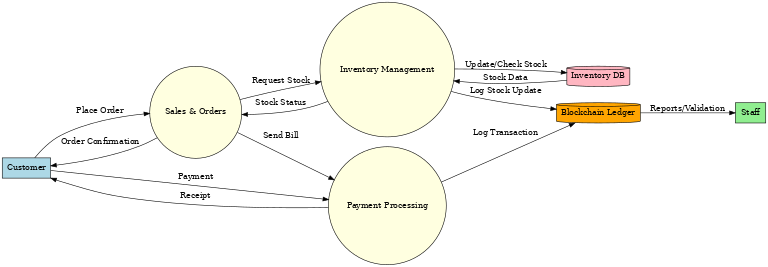 Inventory Management
Update/Check Stock
Inventory DB
Request Stock
Stock Data
Log Stock Update
Stock Status
Place Order
Sales & Orders
Blockchain Ledger
Reports/Validation
Staff
Send Bill
Log Transaction
Order Confirmation
Customer
Payment
Receipt
Payment Processing